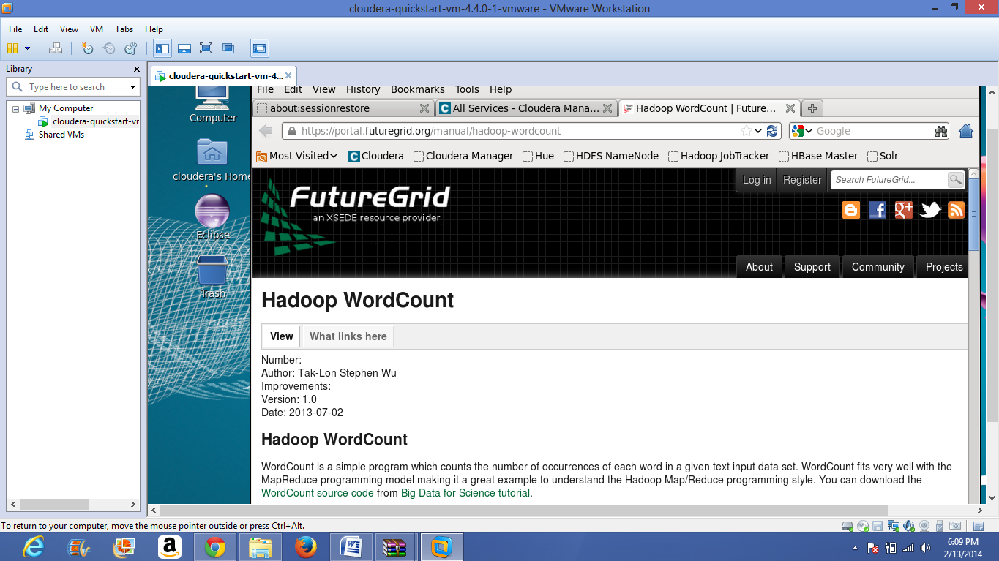 cloudera-quickstart-vm-4.4.0-1-vmware - VMware Workstation
File Edit View VM Tabs Help
Library
Type here to search
My Computer
cloudera-quickstart-vr
Shared VMs
cloudera-quickstart-vm-4...
Computer
cloudera's Home
Eclipse
Trash
File Edit View History Bookmarks Tools Help
about:sessionrestore
All Services - Cloudera Mana...
Hadoop WordCount | Future...
https://portal.futuregrid.org/manual/hadoop-wordcount
Google
Most Visited Cloudera Cloudera Manager Hue HDFS NameNode Hadoop JobTracker HBase Master Solr
Log in Register Search FutureGrid...
FutureGrid
an XSEDE resource provider
About Support Community Projects
Hadoop WordCount
View What links here
Number:
Author: Tak-Lon Stephen Wu
Improvements:
Version: 1.0
Date: 2013-07-02
Hadoop WordCount
WordCount is a simple program which counts the number of occurrences of each word in a given text input data set. WordCount fits very well with the
MapReduce programming model making it a great example to understand the Hadoop Map/Reduce programming style. You can download the
WordCount source code from Big Data for Science tutorial.
To return to your computer, move the mouse pointer outside or press Ctrl+Alt.
6:09 PM
2/13/2014